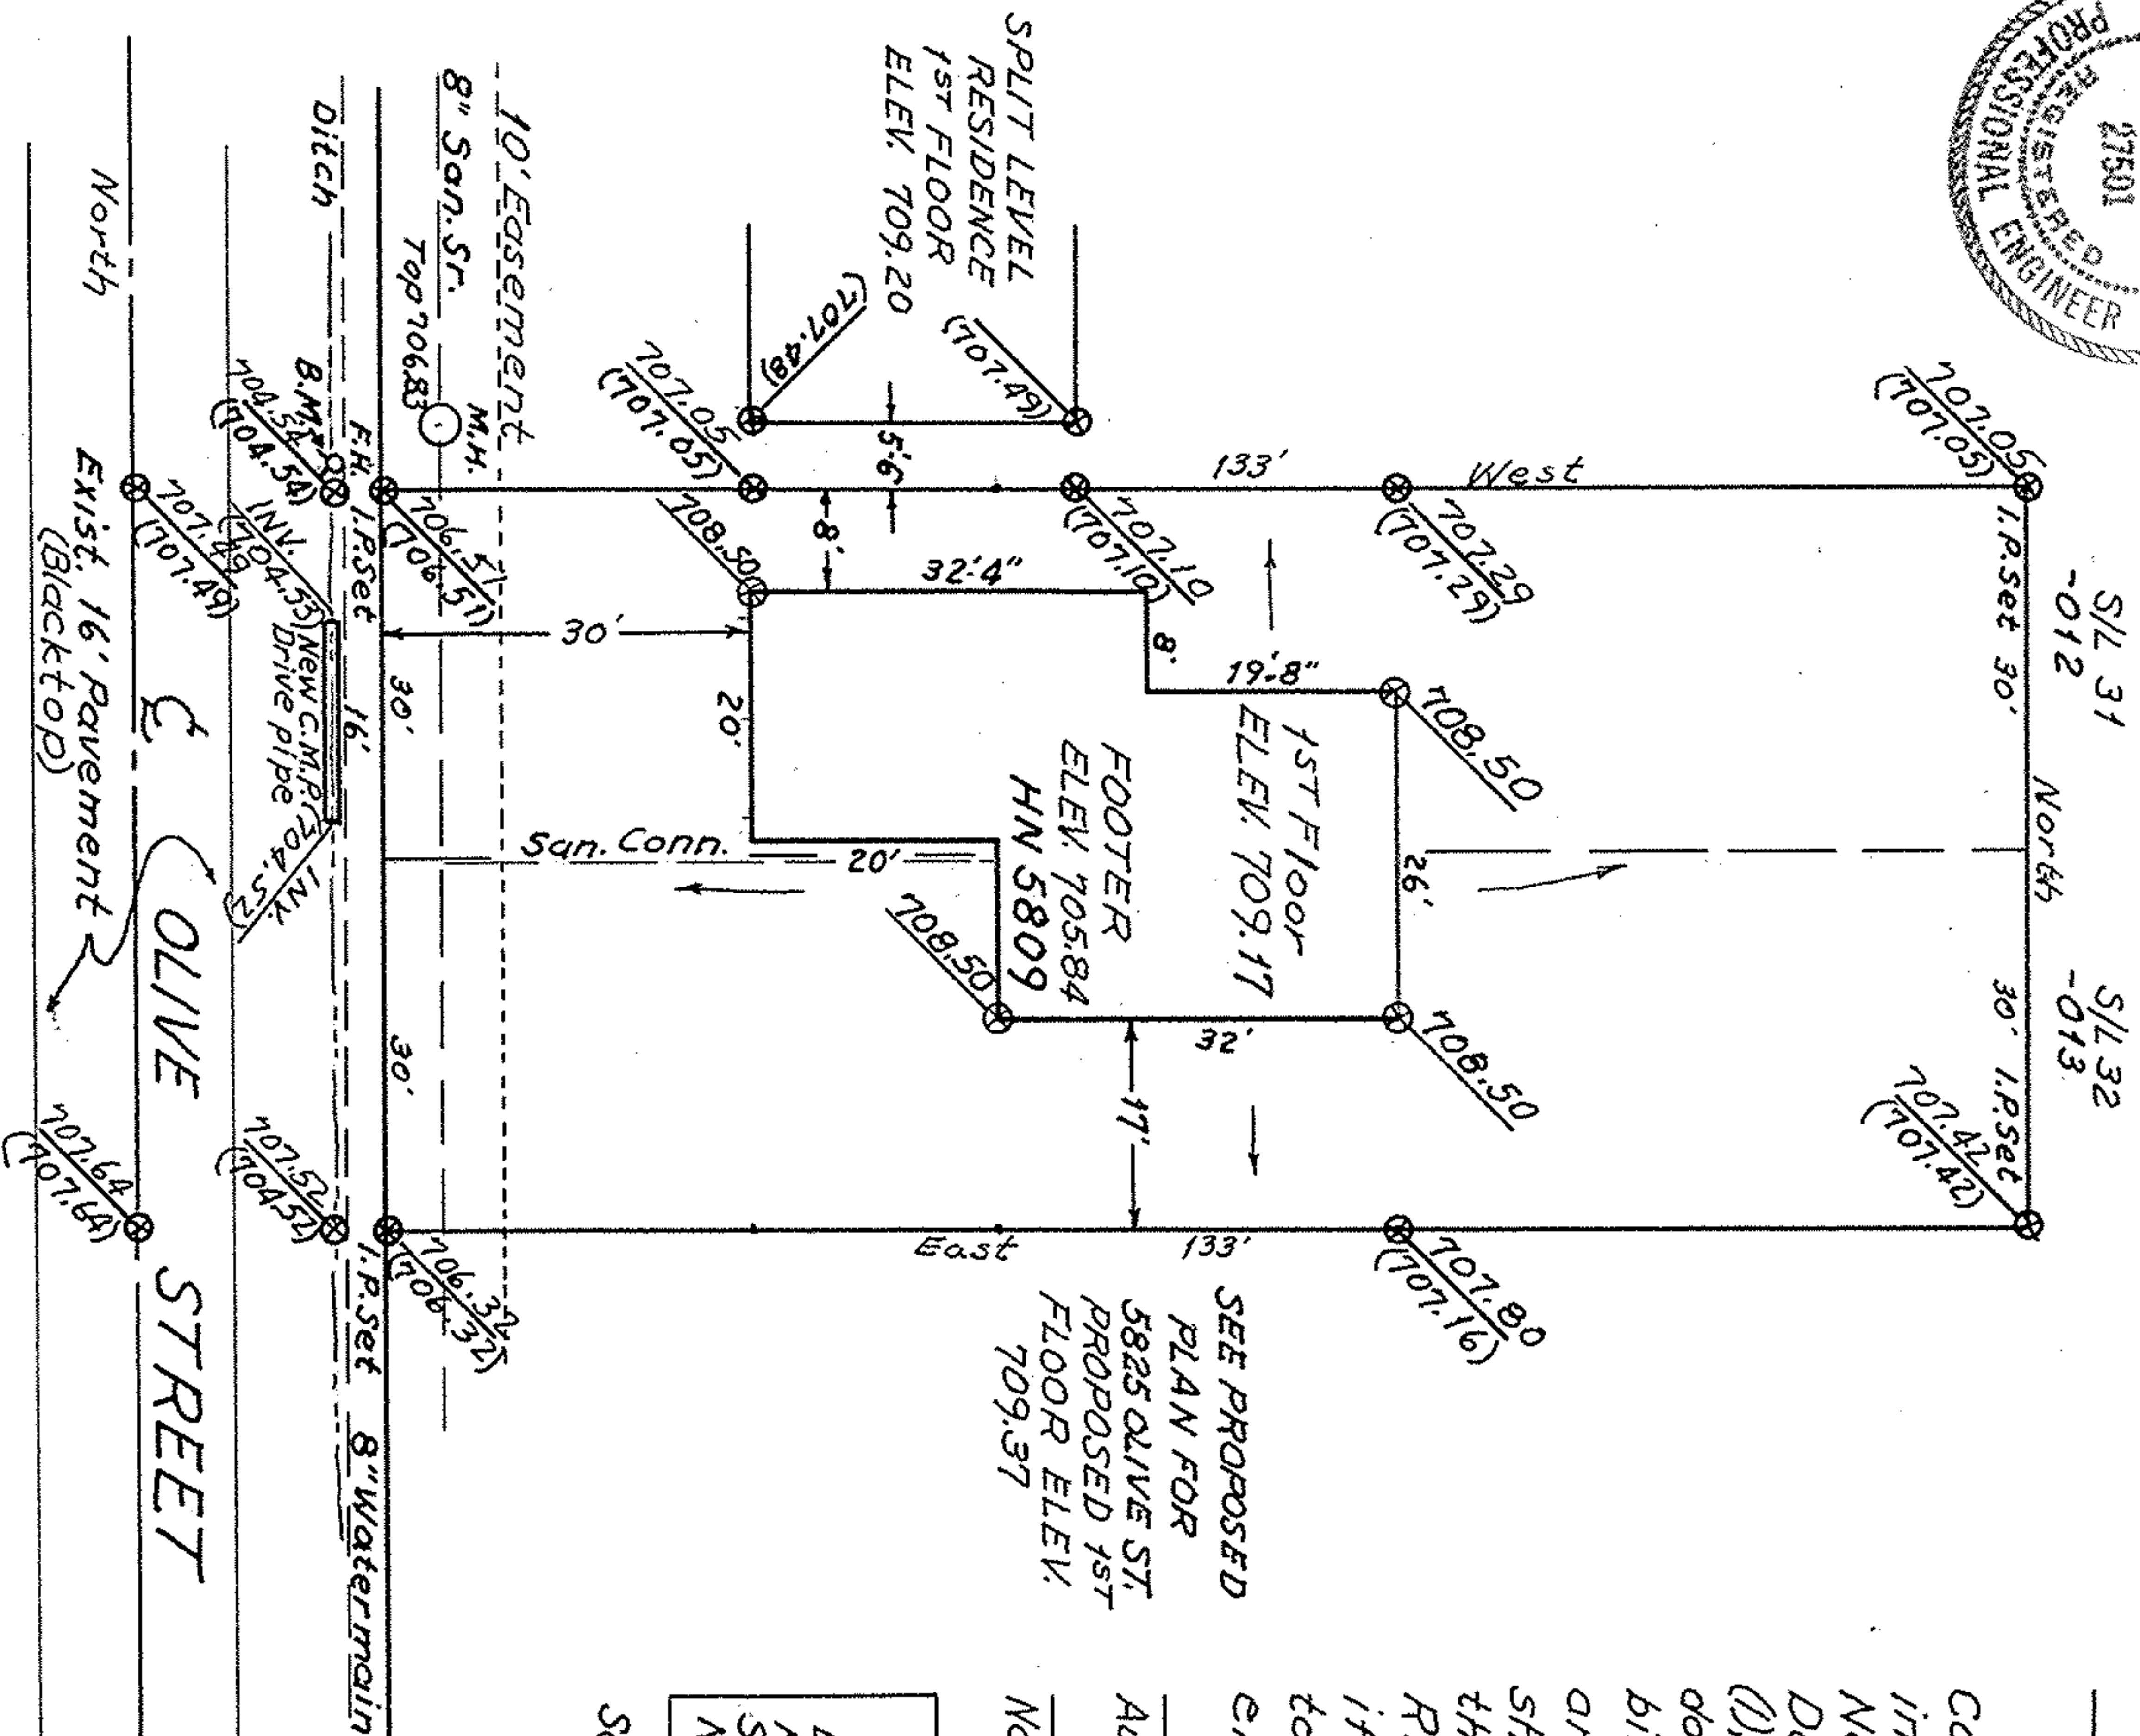 REGISTERED
PROFESSIONAL ENGINEER
27501
S/L 31
-012
S/L 32
-013
707.05
(707.05)
I.P.Set 30'
North
30' I.P.Set
707.42
(707.42)
West
133'
707.29
(707.29)
707.10
(707.10)
SPLIT LEVEL
RESIDENCE
1ST FLOOR
ELEV. 709.20
(707.49)
(707.48)
5'-6"
8'
32'-4"
8'
19'-8"
708.50
26'
708.50
1ST Floor
ELEV. 709.17
FOOTER
ELEV. 705.84
HN 5809
32'
17'
708.50
20'
20'
30'
708.50
707.05
(707.05)
San. Conn.
East
133'
707.80
(707.16)
SEE PROPOSED
PLAN FOR
5825 OLIVE ST.
PROPOSED 1ST
FLOOR ELEV.
709.37
10' Easement
8" San. Sr.
M.H.
Top 706.83
706.51
(706.51)
706.32
(706.32)
F.H.
I.P.Set
30'
30'
I.P.Set
16'
8" Watermain
Ditch
B.M.
704.54
(704.54)
INV.
(704.53)
New C.M.P.
Drive pipe
INV.
(704.52)
707.52
(704.52)
707.49
(707.49)
707.64
(707.64)
North
℄ OLIVE STREET
Exist. 16' Pavement
(Blacktop)